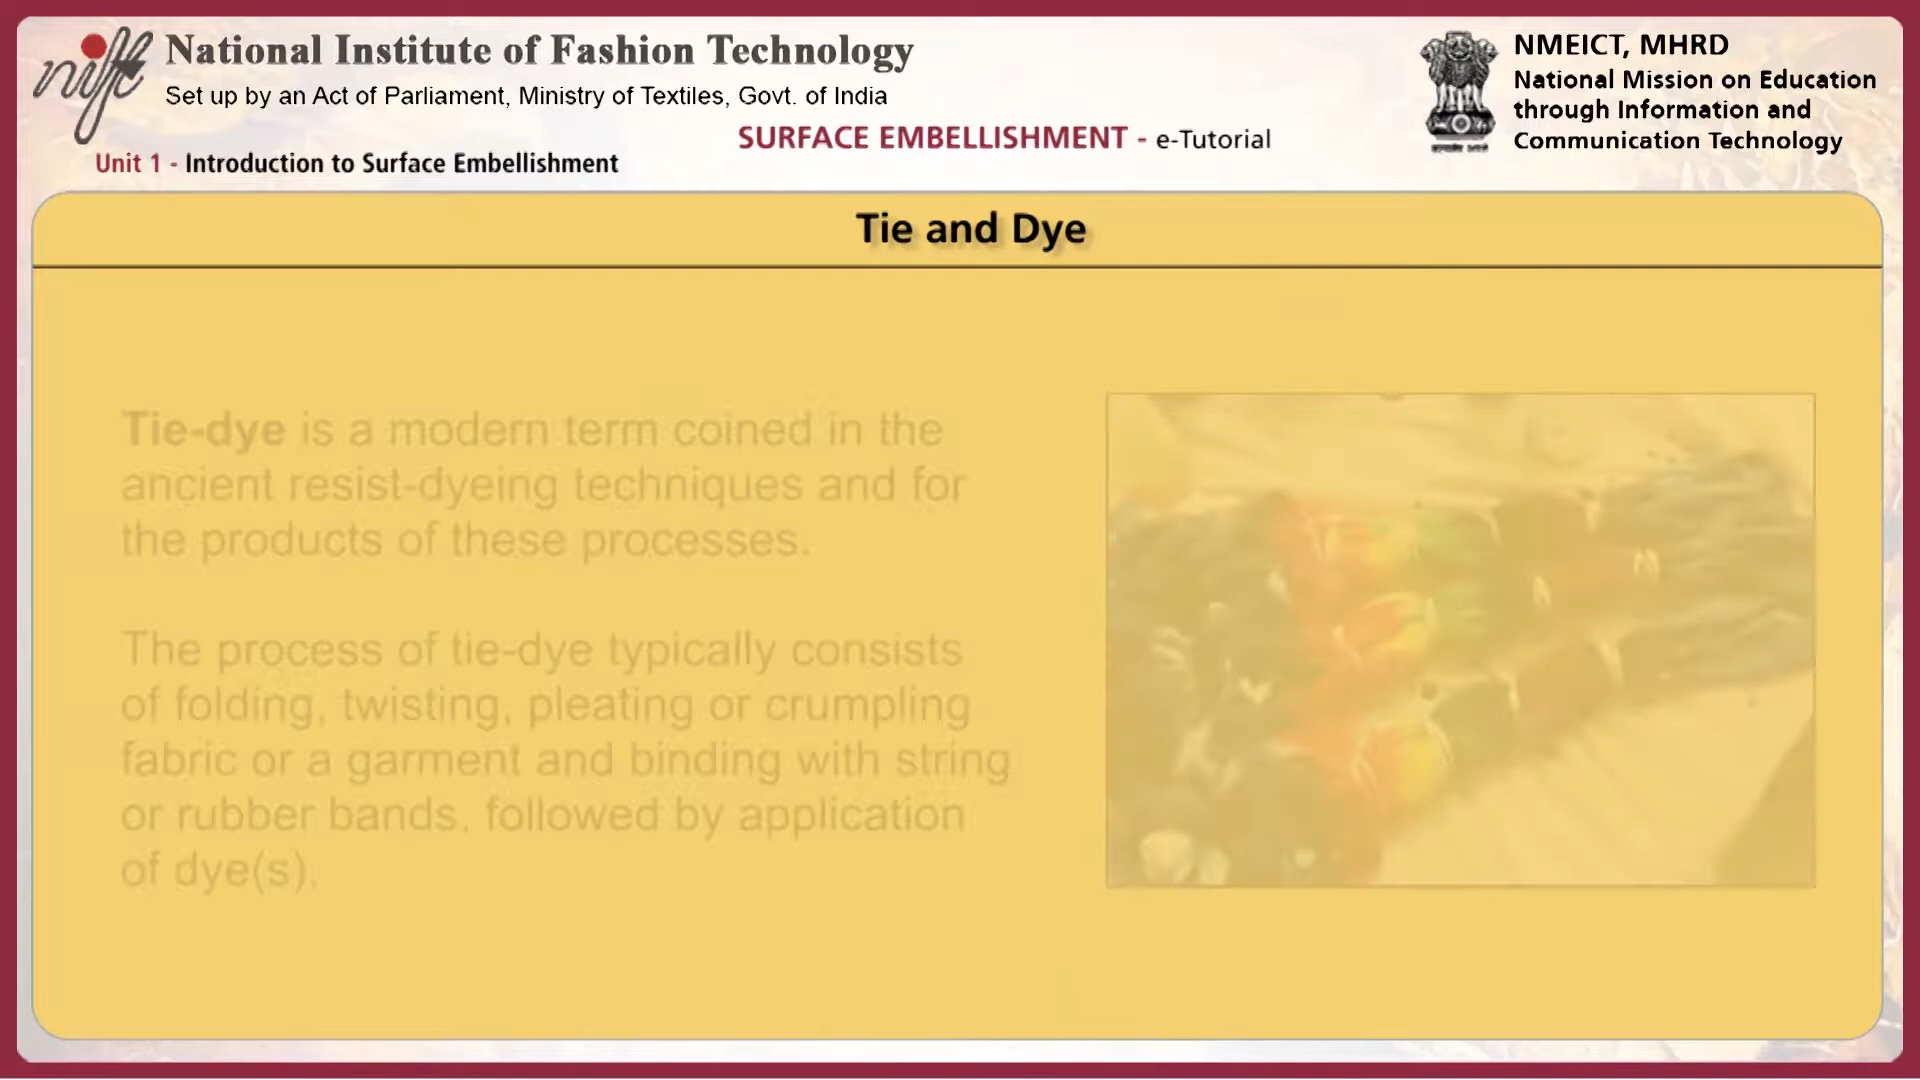 nift
National Institute of Fashion Technology
Set up by an Act of Parliament, Ministry of Textiles, Govt. of India
SURFACE EMBELLISHMENT - e-Tutorial
Unit 1 - Introduction to Surface Embellishment
NMEICT, MHRD
National Mission on Education
through Information and
Communication Technology
Tie and Dye
Tie-dye is a modern term coined in the
ancient resist-dyeing techniques and for
the products of these processes.
The process of tie-dye typically consists
of folding, twisting, pleating or crumpling
fabric or a garment and binding with string
or rubber bands, followed by application
of dye(s).